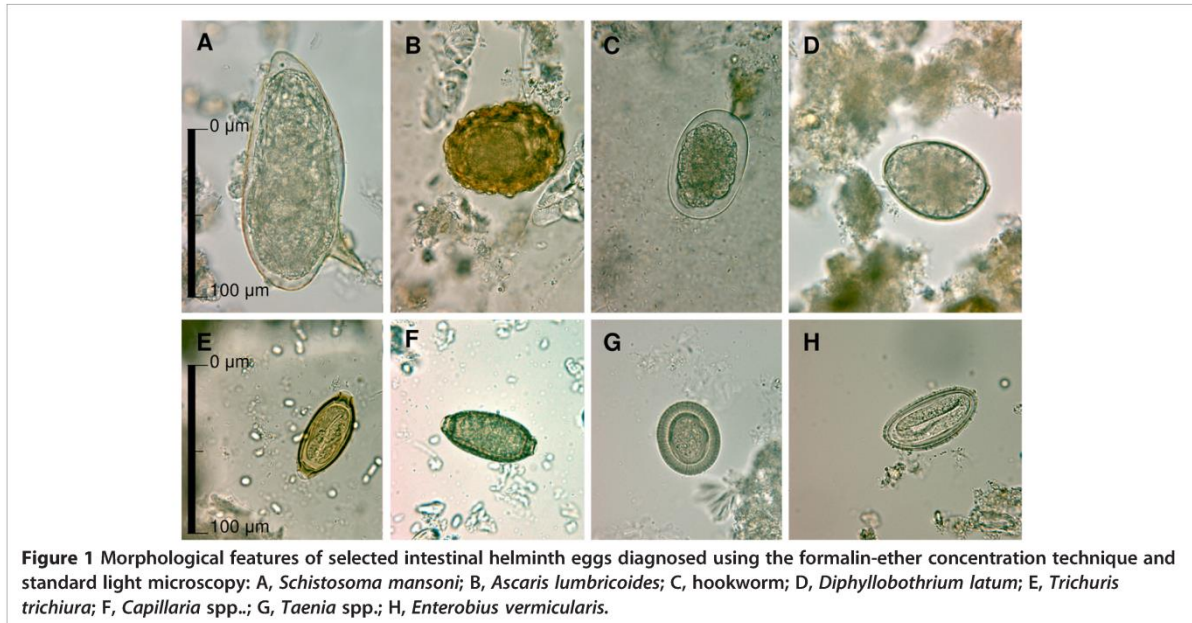 A
B
C
D
0 µm
100 µm
E
F
G
H
0 µm
100 µm
Figure 1 Morphological features of selected intestinal helminth eggs diagnosed using the formalin-ether concentration technique and
standard light microscopy: A, Schistosoma mansoni; B, Ascaris lumbricoides; C, hookworm; D, Diphyllobothrium latum; E, Trichuris
trichiura; F, Capillaria spp..; G, Taenia spp.; H, Enterobius vermicularis.